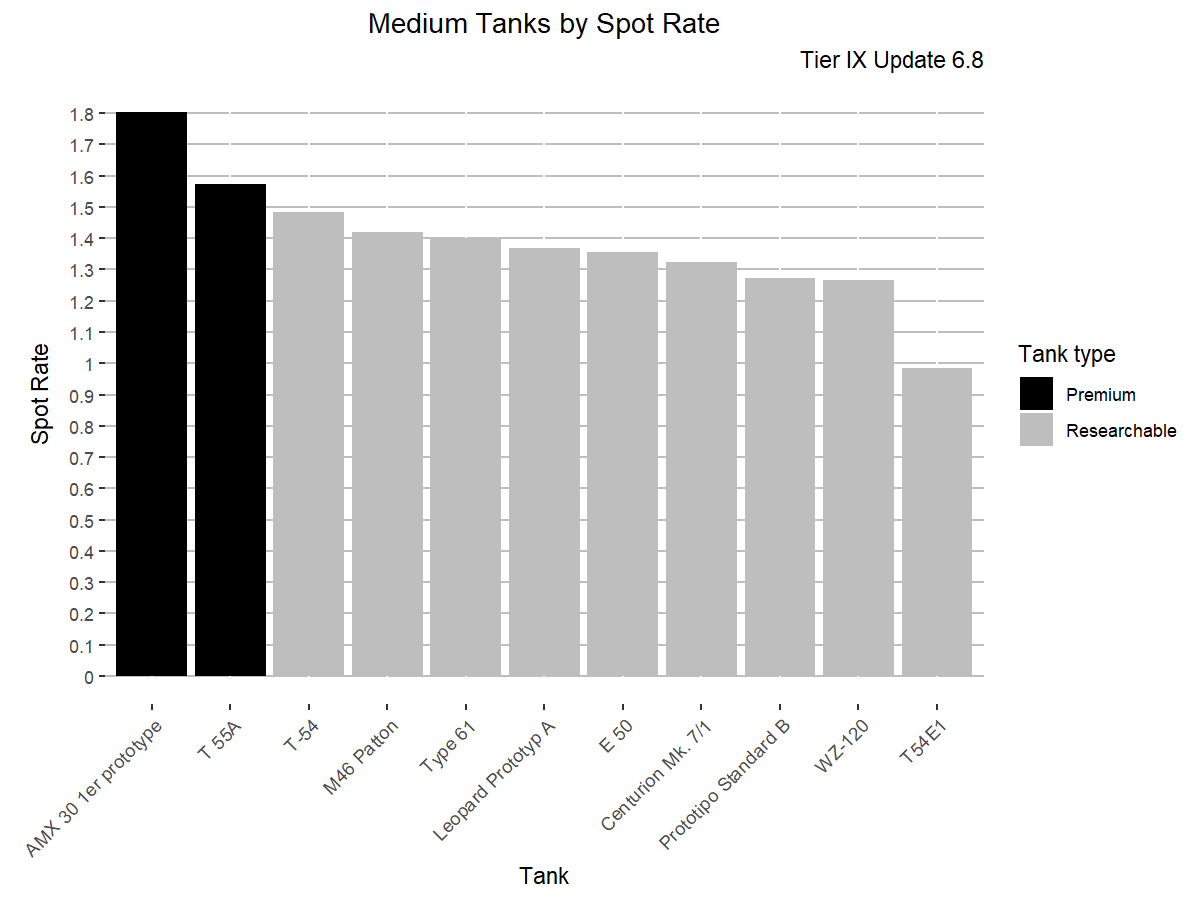 Medium Tanks by Spot Rate
Tier IX Update 6.8
Spot Rate
1.8
1.7
1.6
1.5
1.4
1.3
1.2
1.1
1
0.9
0.8
0.7
0.6
0.5
0.4
0.3
0.2
0.1
0
AMX 30 1er prototype
T 55A
T-54
M46 Patton
Type 61
Leopard Prototyp A
E 50
Centurion Mk. 7/1
Prototipo Standard B
WZ-120
T54E1
Tank
Tank type
Premium
Researchable